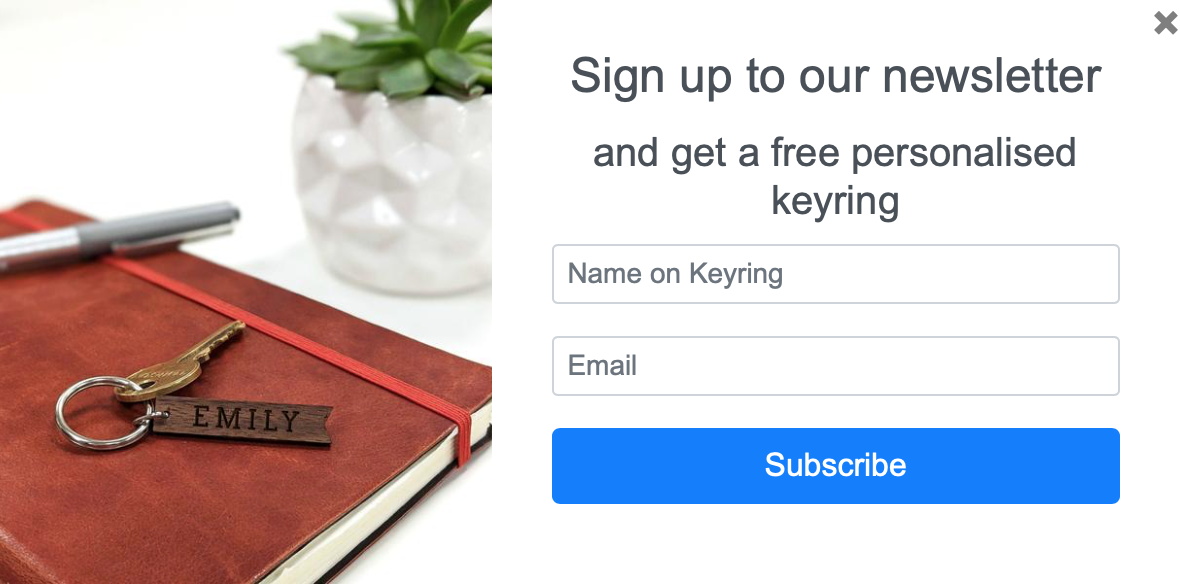 Sign up to our newsletter
and get a free personalised
keyring
Name on Keyring
Email
Subscribe
EMILY